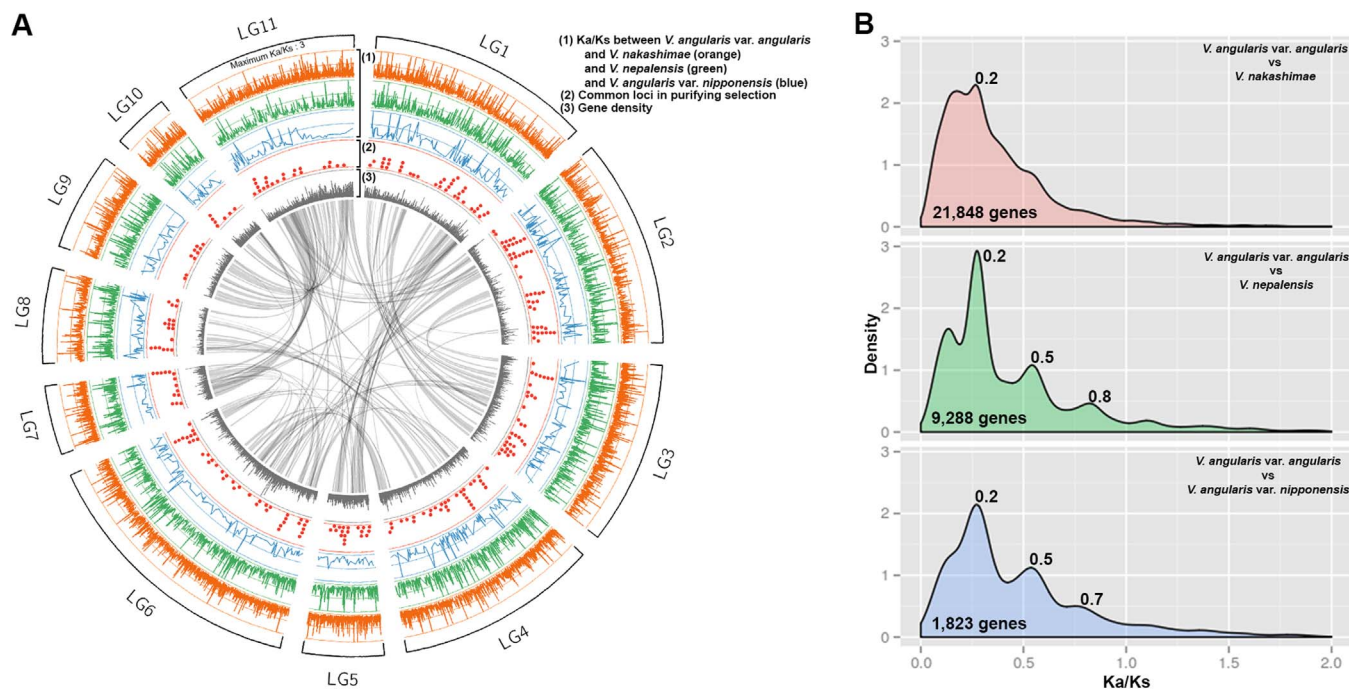 A
LG11
LG1
LG10
LG9
LG8
LG7
LG6
LG5
LG4
LG3
LG2
Maximum Ka/Ks : 3
(1)
(2)
(3)
(1) Ka/Ks between V. angularis var. angularis
and V. nakashimae (orange)
and V. nepalensis (green)
and V. angularis var. nipponensis (blue)
(2) Common loci in purifying selection
(3) Gene density
B
V. angularis var. angularis
vs
V. nakashimae
3
2
1
0
0.2
21,848 genes
V. angularis var. angularis
vs
V. nepalensis
3
2
1
0
0.2
0.5
0.8
9,288 genes
Density
V. angularis var. angularis
vs
V. angularis var. nipponensis
3
2
1
0
0.2
0.5
0.7
1,823 genes
0.0 0.5 1.0 1.5 2.0
Ka/Ks